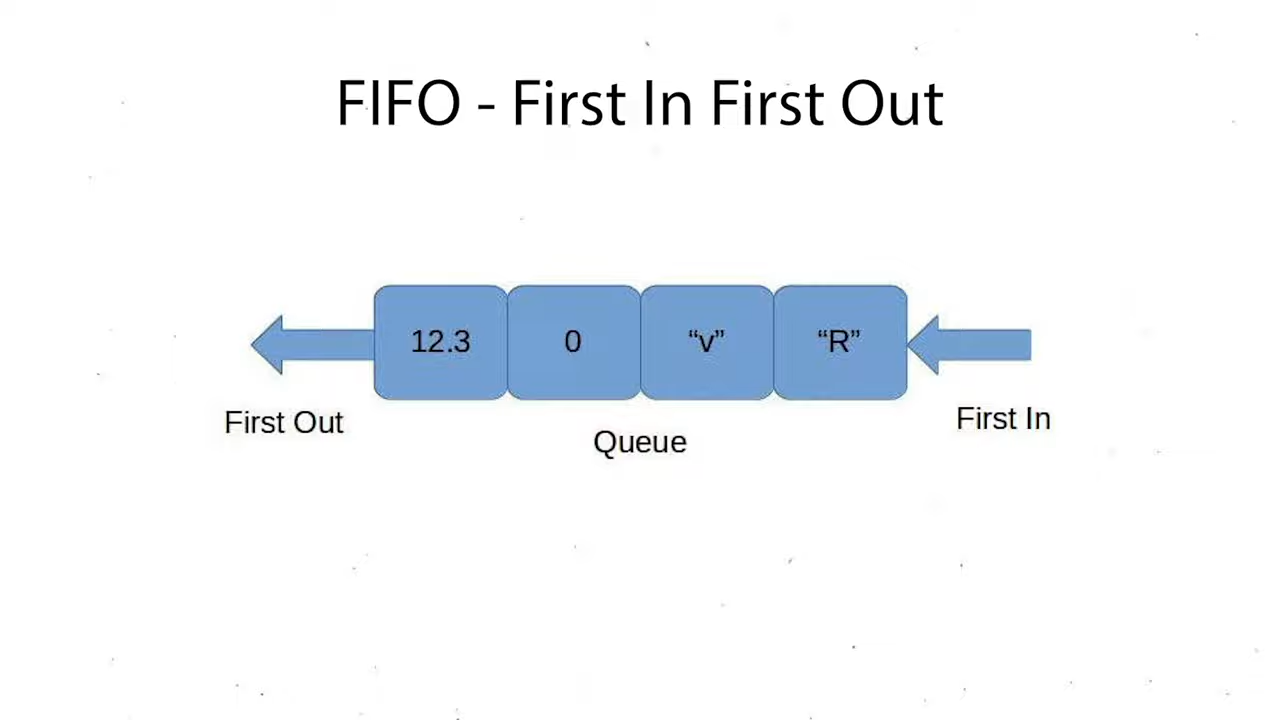 FIFO - First In First Out
12.3 0 “v” “R”
First Out
First In
Queue